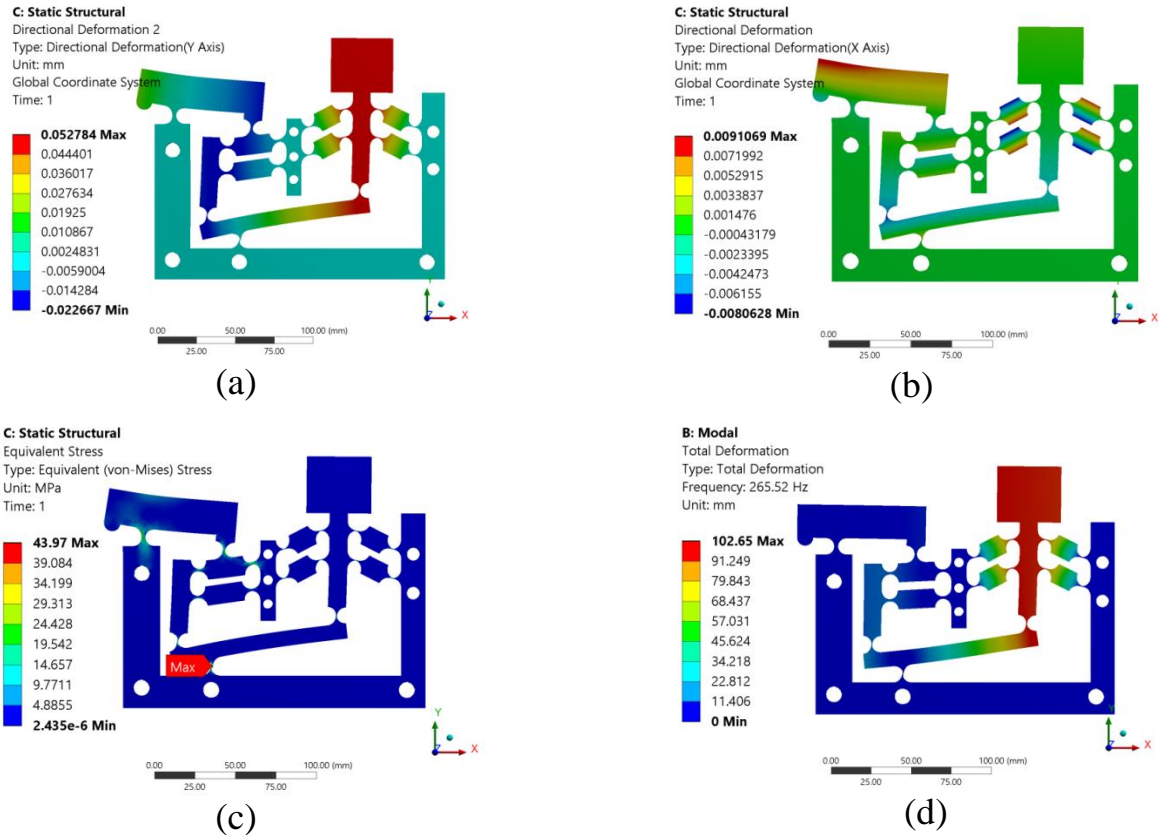 C: Static Structural
Directional Deformation 2
Type: Directional Deformation(Y Axis)
Unit: mm
Global Coordinate System
Time: 1
0.052784 Max
0.044401
0.036017
0.027634
0.01925
0.010867
0.0024831
-0.0059004
-0.014284
-0.022667 Min
Y
Z
X
0.00 50.00 100.00 (mm)
25.00 75.00
(a)
C: Static Structural
Directional Deformation
Type: Directional Deformation(X Axis)
Unit: mm
Global Coordinate System
Time: 1
0.0091069 Max
0.0071992
0.0052915
0.0033837
0.001476
-0.00043179
-0.0023395
-0.0042473
-0.006155
-0.0080628 Min
Z
X
0.00 50.00 100.00 (mm)
25.00 75.00
(b)
C: Static Structural
Equivalent Stress
Type: Equivalent (von-Mises) Stress
Unit: MPa
Time: 1
43.97 Max
39.084
34.199
29.313
24.428
19.542
14.657
9.7711
4.8855
2.435e-6 Min
Max
Y
Z
X
0.00 50.00 100.00 (mm)
25.00 75.00
(c)
B: Modal
Total Deformation
Type: Total Deformation
Frequency: 265.52 Hz
Unit: mm
102.65 Max
91.249
79.843
68.437
57.031
45.624
34.218
22.812
11.406
0 Min
Y
Z
X
0.00 50.00 100.00 (mm)
25.00 75.00
(d)